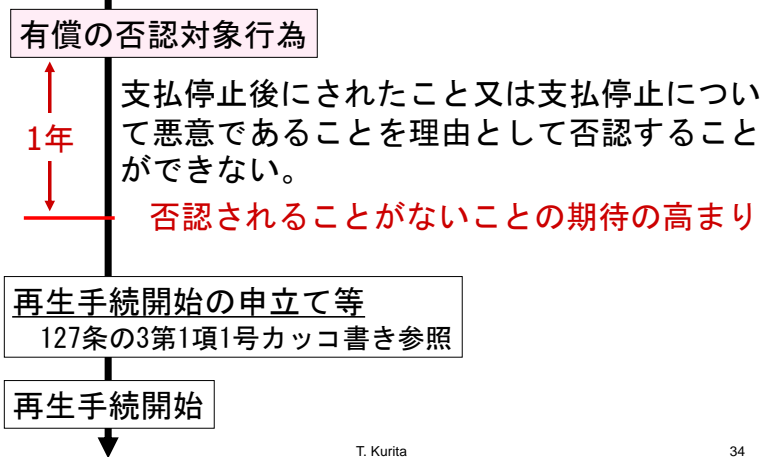 有償の否認対象行為
支払停止後にされたこと又は支払停止につい
1年
て悪意であることを理由として否認すること
ができない。
否認されることがないことの期待の高まり
再生手続開始の申立て等
127条の3第1項1号カッコ書き参照
再生手続開始
T. Kurita
34